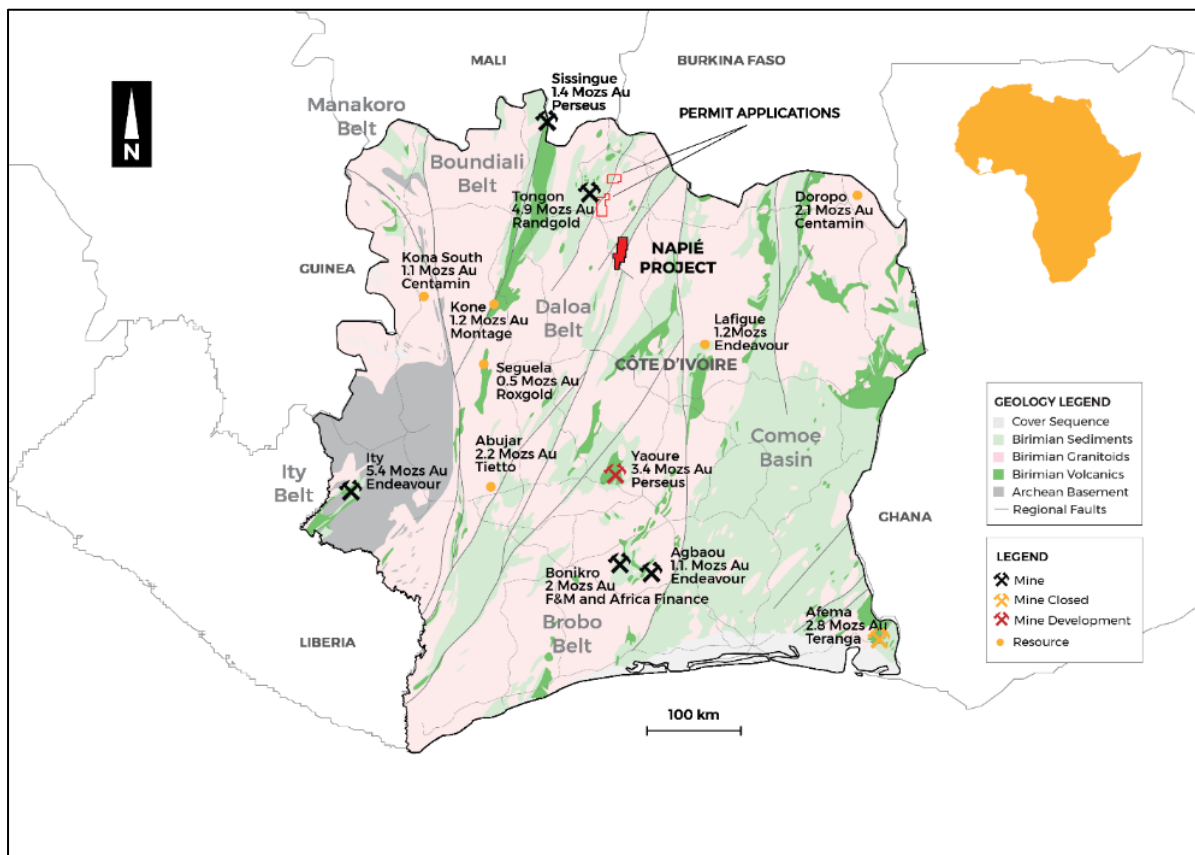 MALI
BURKINA FASO
Sissingue
1.4 Mozs Au
Perseus
Manakoro
Belt
PERMIT APPLICATIONS
N
Boundiali
Belt
Tongon
4.9 Mozs Au
Randgold
Doropo
2.1 Mozs Au
Centamin
NAPIÉ
PROJECT
GUINEA
Kona South
1.1 Mozs Au
Centamin
Kone
1.2 Mozs Au
Montage
Daloa
Belt
Lafigue
1.2Mozs
Endeavour
CÔTE D'IVOIRE
Seguela
0.5 Mozs Au
Roxgold
Abujar
2.2 Mozs Au
Tietto
Comoe
Basin
Ity
Belt
Ity
5.4 Mozs Au
Endeavour
Yaoure
3.4 Mozs Au
Perseus
GHANA
Bonikro
2 Mozs Au
F&M and Africa Finance
Agbaou
1.1. Mozs Au
Endeavour
Brobo
Belt
Afema
2.8 Mozs Au
Teranga
LIBERIA
100 km
GEOLOGY LEGEND
Cover Sequence
Birimian Sediments
Birimian Granitoids
Birimian Volcanics
Archean Basement
Regional Faults
LEGEND
Mine
Mine Closed
Mine Development
Resource